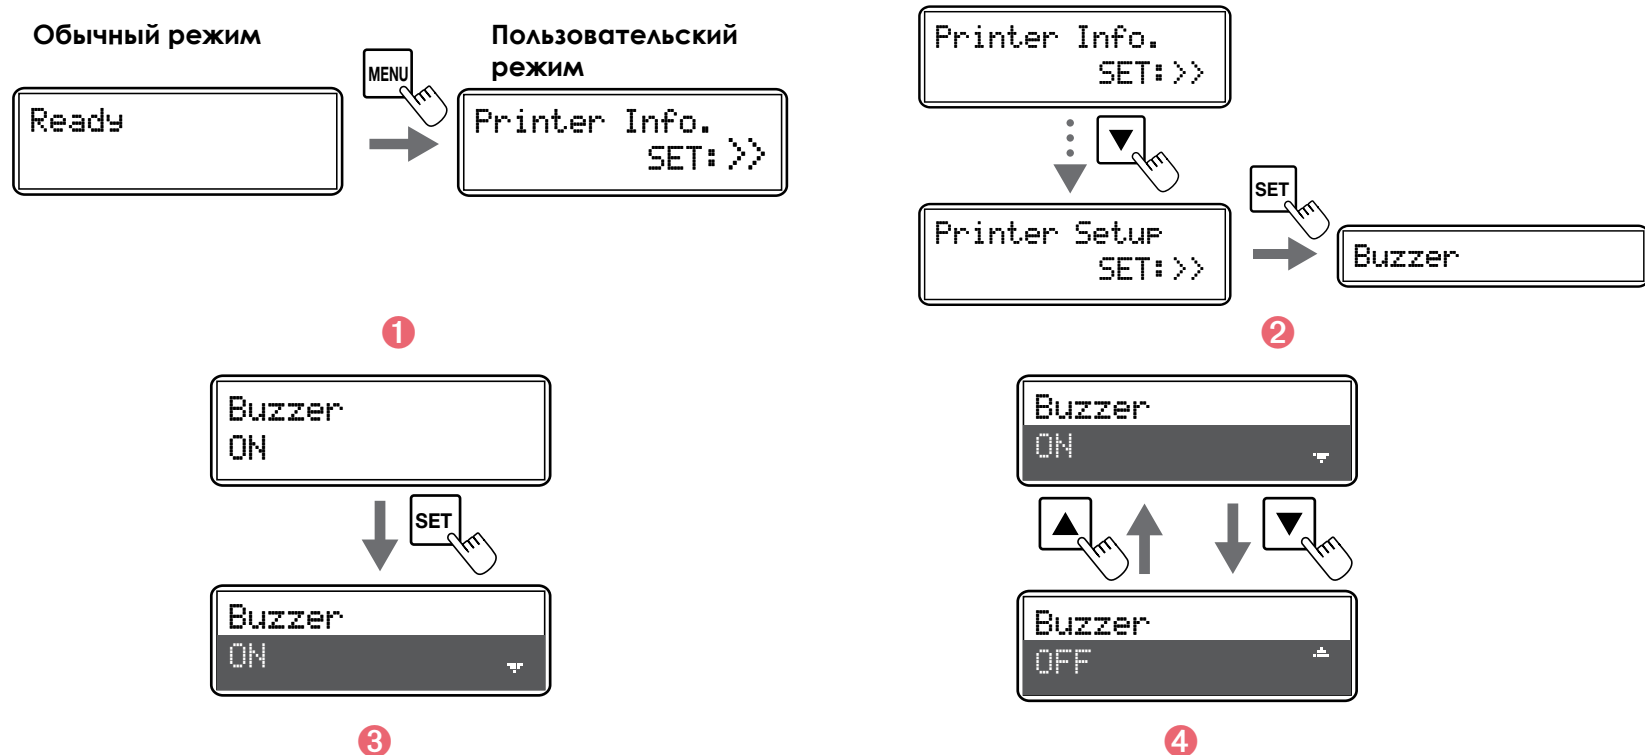 Обычный режим
MENU
Пользовательский
режим
Ready
Printer Info.
SET:>>
1
Printer Info.
SET:>>
▼
Printer Setup
SET:>>
SET
Buzzer
2
Buzzer
ON
SET
Buzzer
ON
3
Buzzer
ON
▲
▼
Buzzer
OFF
4